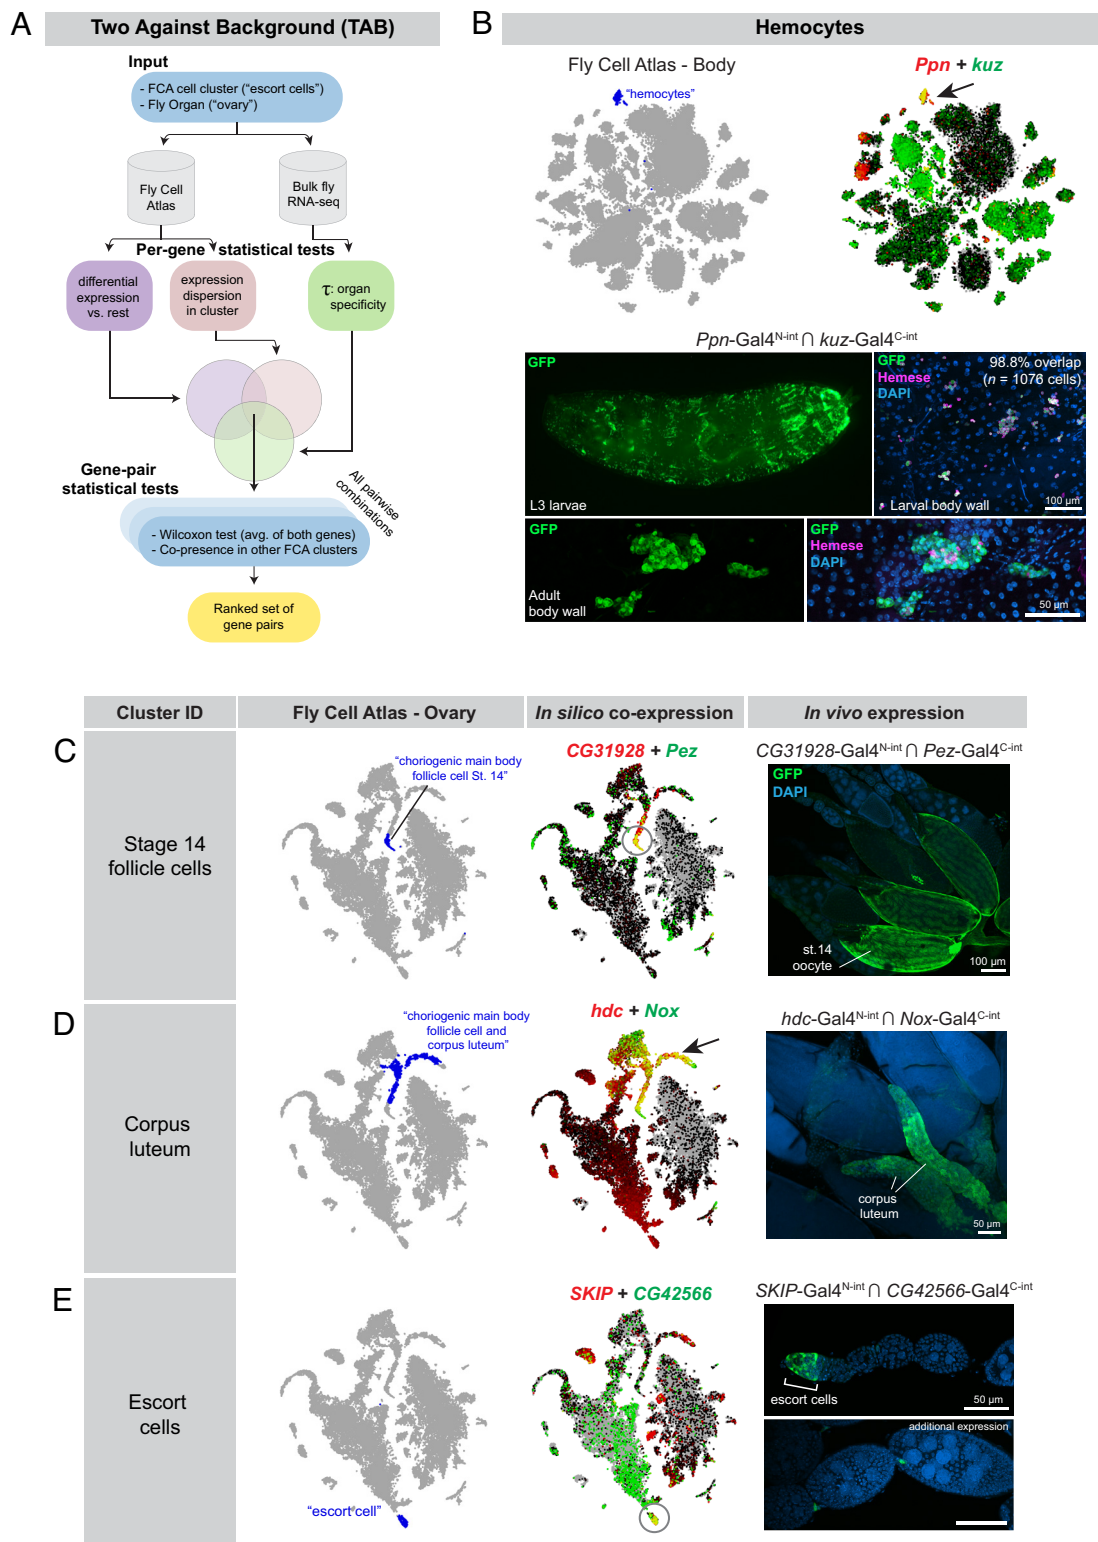 A
Two Against Background (TAB)
Input
- FCA cell cluster (“escort cells”)
- Fly Organ (“ovary”)
Fly Cell
Atlas
Bulk fly
RNA-seq
Per-gene statistical tests
differential
expression
vs. rest
expression
dispersion
in cluster
τ: organ
specificity
Gene-pair
statistical tests
All pairwise
combinations
- Wilcoxon test (avg. of both genes)
- Co-presence in other FCA clusters
Ranked set of
gene pairs
B
Hemocytes
Fly Cell Atlas - Body
“hemocytes”
Ppn + kuz
Ppn-Gal4N-int ∩ kuz-Gal4C-int
GFP
L3 larvae
GFP
Hemese
DAPI
98.8% overlap
(n = 1076 cells)
Larval body wall
100 µm
GFP
Adult
body wall
GFP
Hemese
DAPI
50 µm
Cluster ID
Fly Cell Atlas - Ovary
In silico co-expression
In vivo expression
C
Stage 14
follicle cells
“choriogenic main body
follicle cell St. 14”
CG31928 + Pez
CG31928-Gal4N-int ∩ Pez-Gal4C-int
GFP
DAPI
st.14
oocyte
100 µm
D
Corpus
luteum
“choriogenic main body
follicle cell and
corpus luteum”
hdc + Nox
hdc-Gal4N-int ∩ Nox-Gal4C-int
corpus
luteum
50 µm
E
Escort
cells
“escort cell”
SKIP + CG42566
SKIP-Gal4N-int ∩ CG42566-Gal4C-int
escort cells
50 µm
additional expression